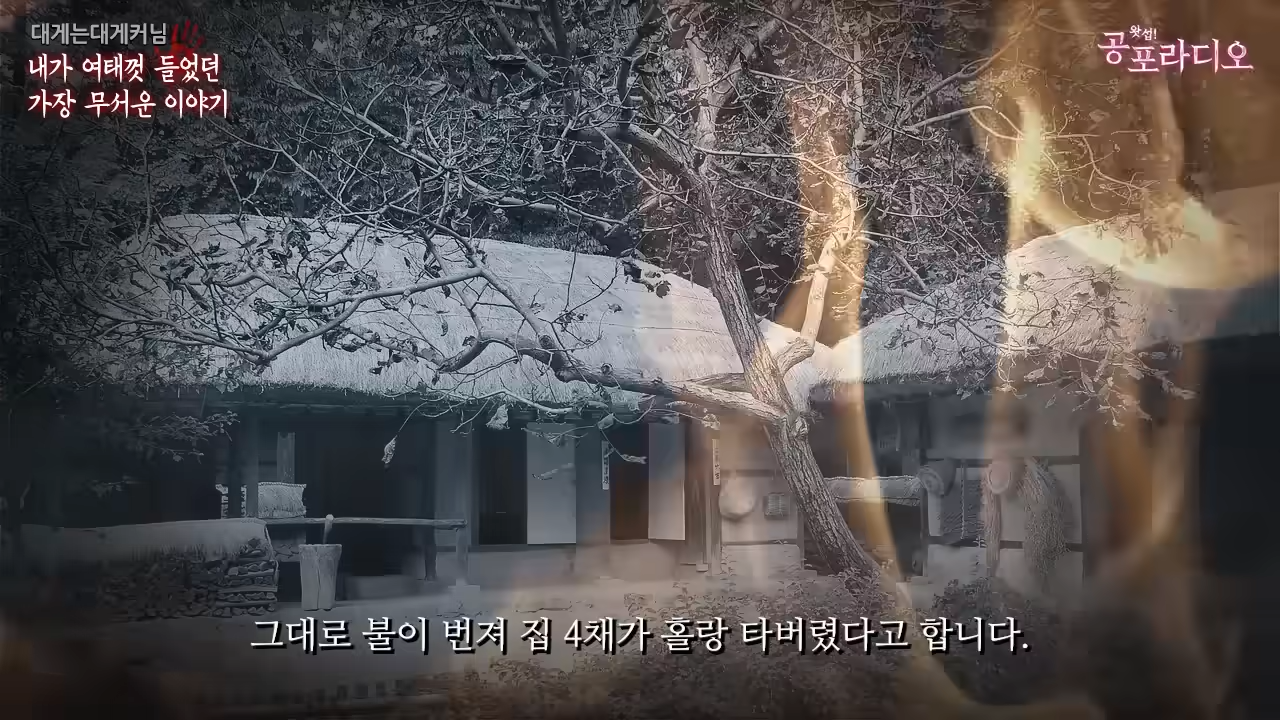 대게는대게커님
내가 여태껏 들었던
가장 무서운 이야기
왓섭!
공포라디오
그대로 불이 번져 집 4채가 홀랑 타버렸다고 합니다.